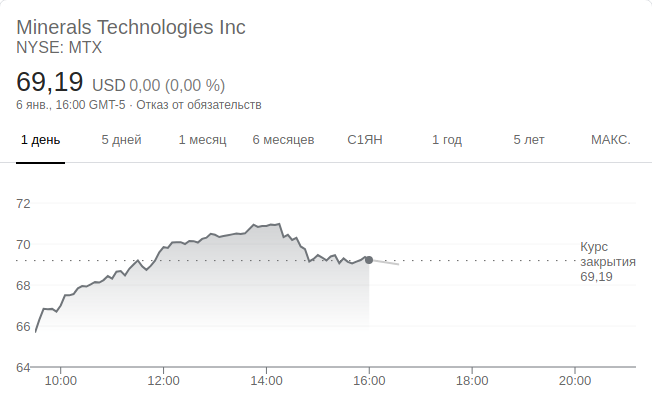 Minerals Technologies Inc
NYSE: MTX
69,19 USD 0,00 (0,00 %)
6 янв., 16:00 GMT-5 · Отказ от обязательств
1 день 5 дней 1 месяц 6 месяцев С1ЯН 1 год 5 лет МАКС.
72
70
68
66
64
Курс
закрытия
69,19
10:00 12:00 14:00 16:00 18:00 20:00